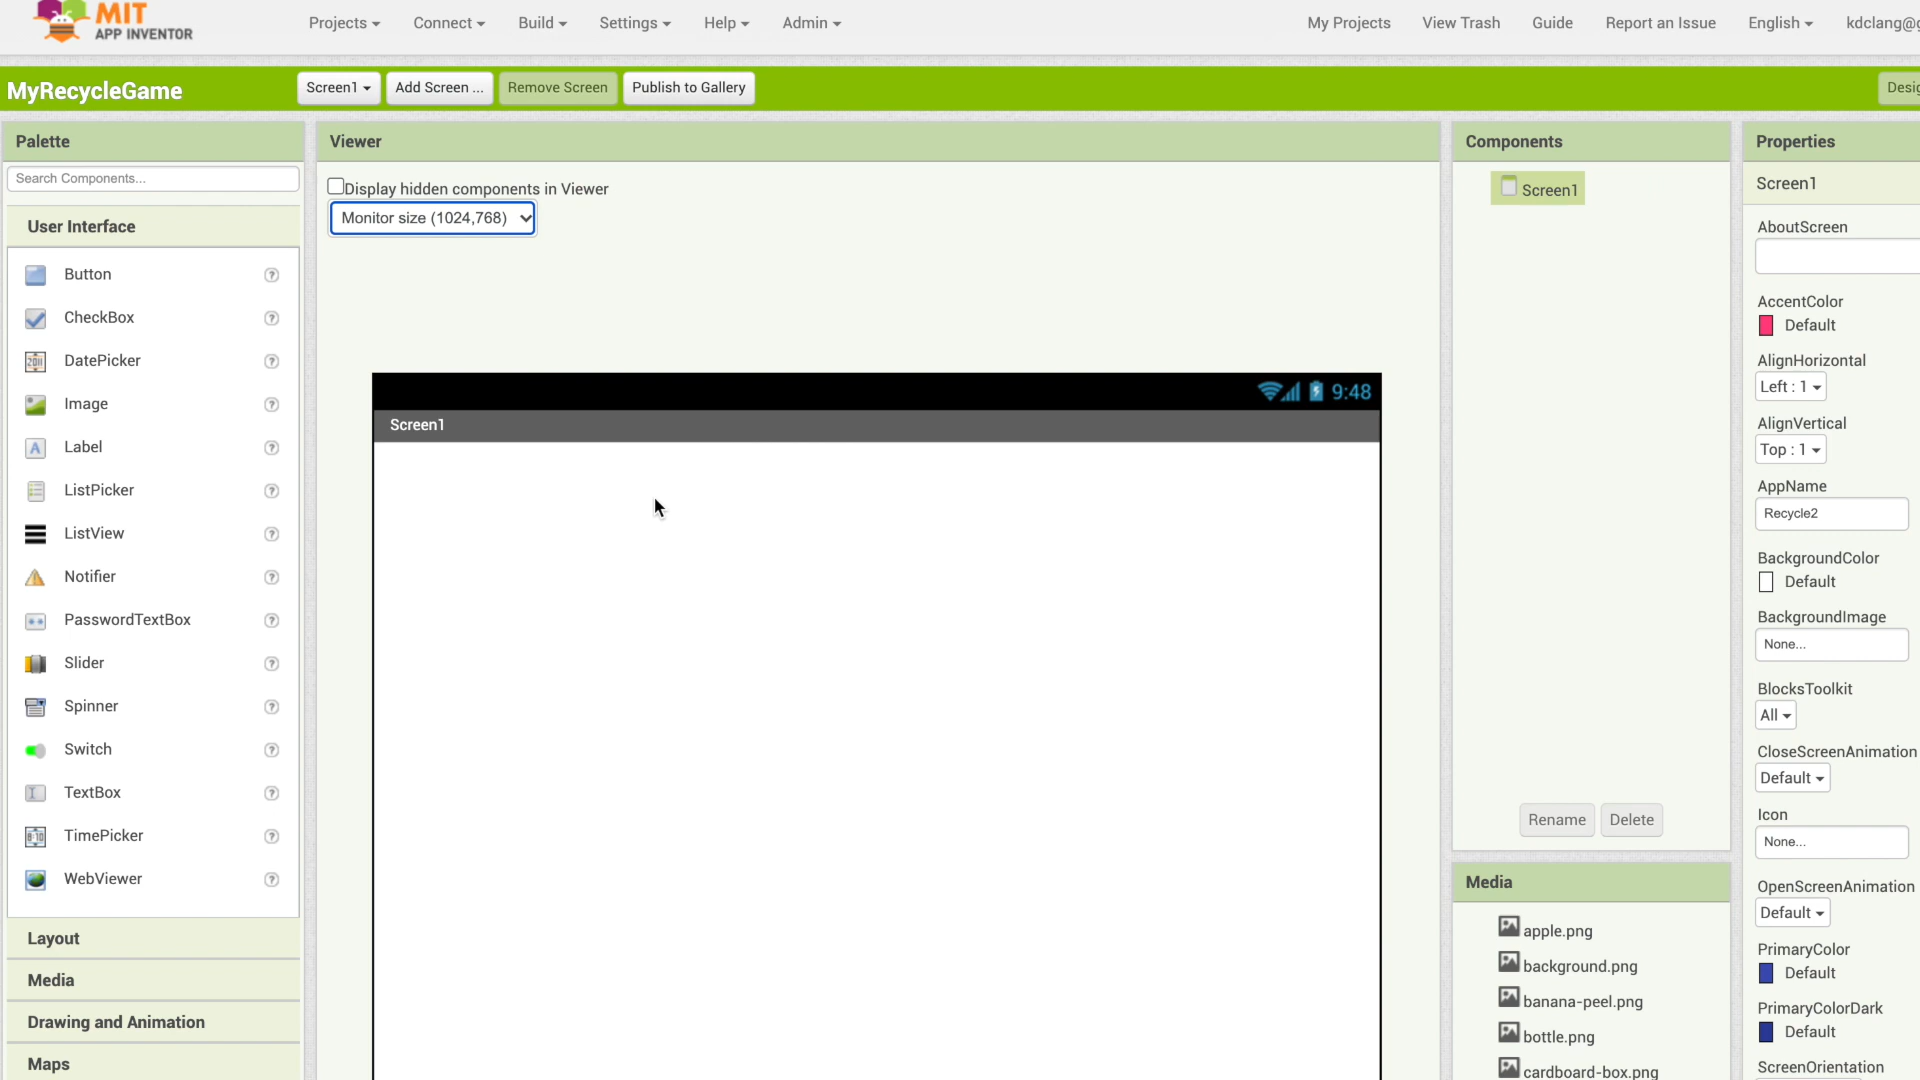 MIT
APP INVENTOR
Projects Connect Build Settings Help Admin My Projects View Trash Guide Report an Issue English kdclang@
MyRecycleGame Screen1 Add Screen ... Remove Screen Publish to Gallery Desig
Palette
Search Components...
User Interface
Button
CheckBox
DatePicker
Image
Label
ListPicker
ListView
Notifier
PasswordTextBox
Slider
Spinner
Switch
TextBox
TimePicker
WebViewer
Layout
Media
Drawing and Animation
Maps
Viewer
Display hidden components in Viewer
Monitor size (1024,768)
9:48
Screen1
Components
Screen1
Rename Delete
Media
apple.png
background.png
banana-peel.png
bottle.png
cardboard-box.png
Properties
Screen1
AboutScreen
AccentColor
Default
AlignHorizontal
Left : 1
AlignVertical
Top : 1
AppName
Recycle2
BackgroundColor
Default
BackgroundImage
None...
BlocksToolkit
All
CloseScreenAnimation
Default
Icon
None...
OpenScreenAnimation
Default
PrimaryColor
Default
PrimaryColorDark
Default
ScreenOrientation